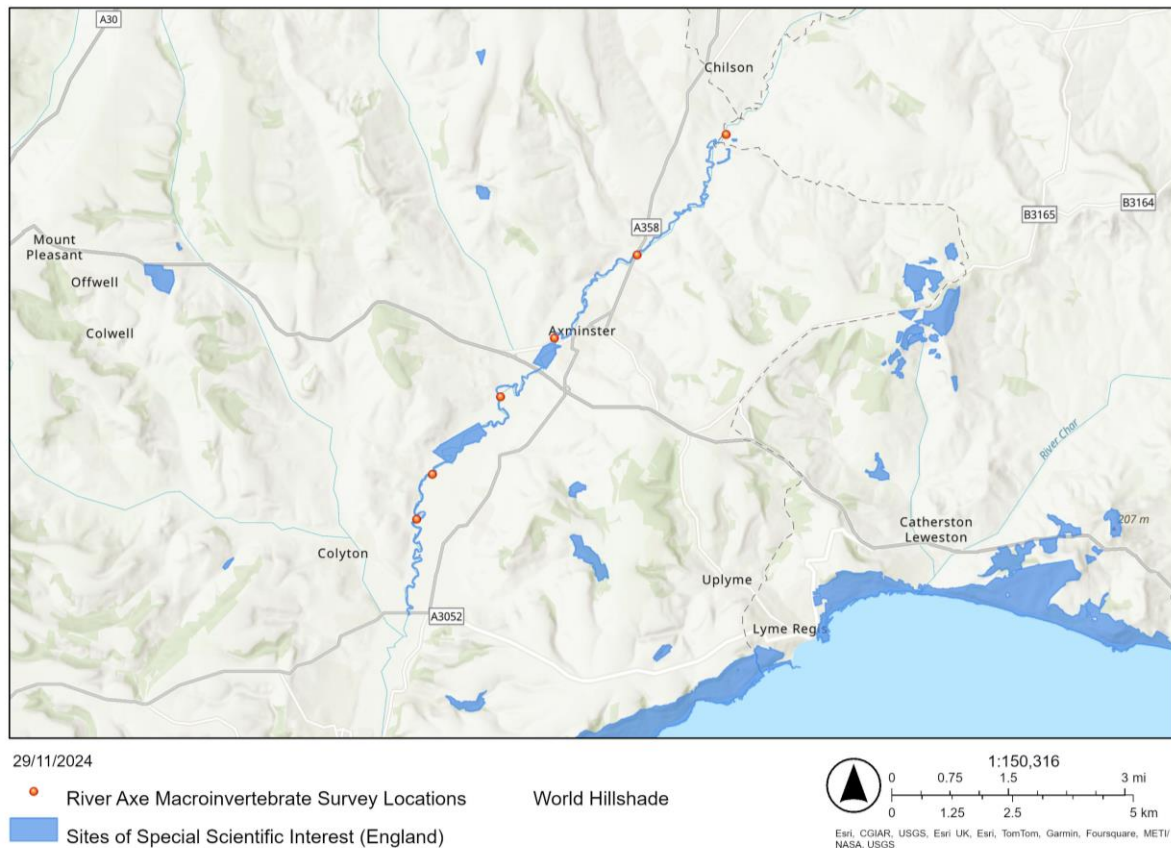 A30
Chilson
B3164
B3165
A358
Mount
Pleasant
Offwell
Colwell
Axminster
River Char
207 m
Catherston
Leweston
Colyton
Uplyme
A3052
Lyme Regis
29/11/2024
River Axe Macroinvertebrate Survey Locations
World Hillshade
Sites of Special Scientific Interest (England)
1:150,316
0 0.75 1.5 3 mi
0 1.25 2.5 5 km
Esri, CGIAR, USGS, Esri UK, Esri, TomTom, Garmin, Foursquare, METI/
NASA, USGS